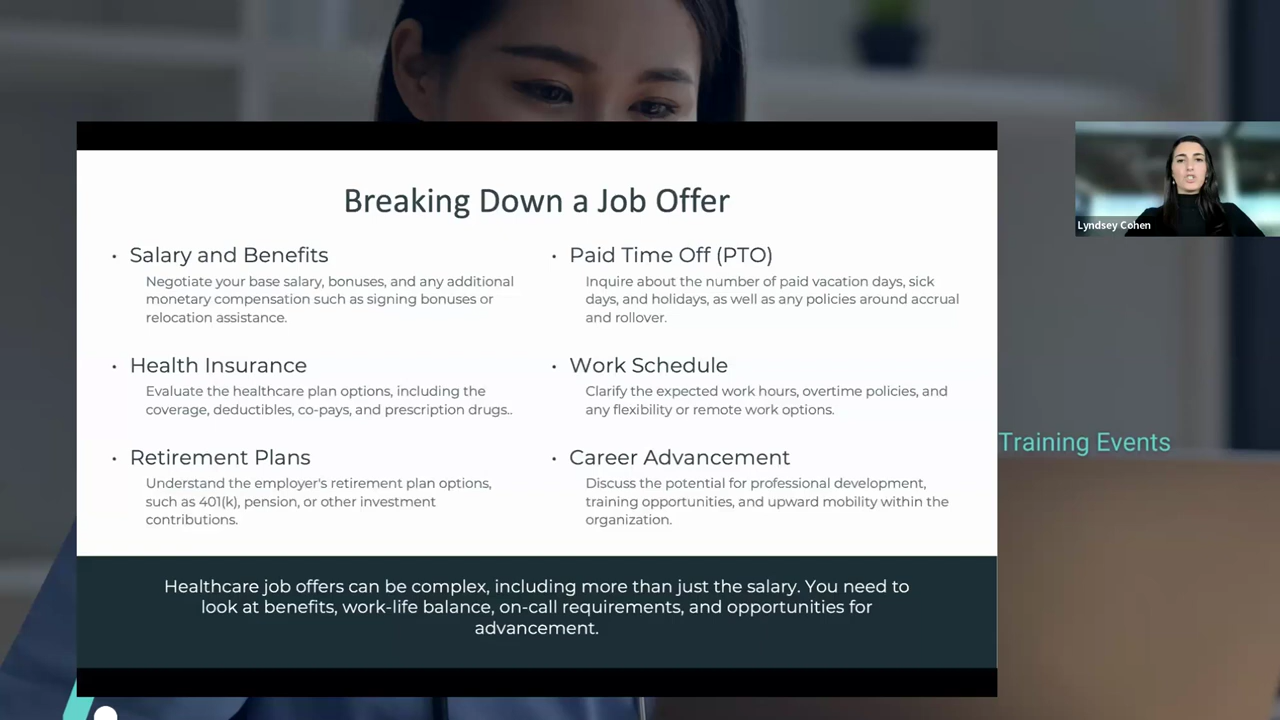 Breaking Down a Job Offer
• Salary and Benefits
Negotiate your base salary, bonuses, and any additional
monetary compensation such as signing bonuses or
relocation assistance.
• Health Insurance
Evaluate the healthcare plan options, including the
coverage, deductibles, co-pays, and prescription drugs..
• Retirement Plans
Understand the employer's retirement plan options,
such as 401(k), pension, or other investment
contributions.
• Paid Time Off (PTO)
Inquire about the number of paid vacation days, sick
days, and holidays, as well as any policies around accrual
and rollover.
• Work Schedule
Clarify the expected work hours, overtime policies, and
any flexibility or remote work options.
• Career Advancement
Discuss the potential for professional development,
training opportunities, and upward mobility within the
organization.
Healthcare job offers can be complex, including more than just the salary. You need to
look at benefits, work-life balance, on-call requirements, and opportunities for
advancement.
Lyndsey Cohen
Training Events